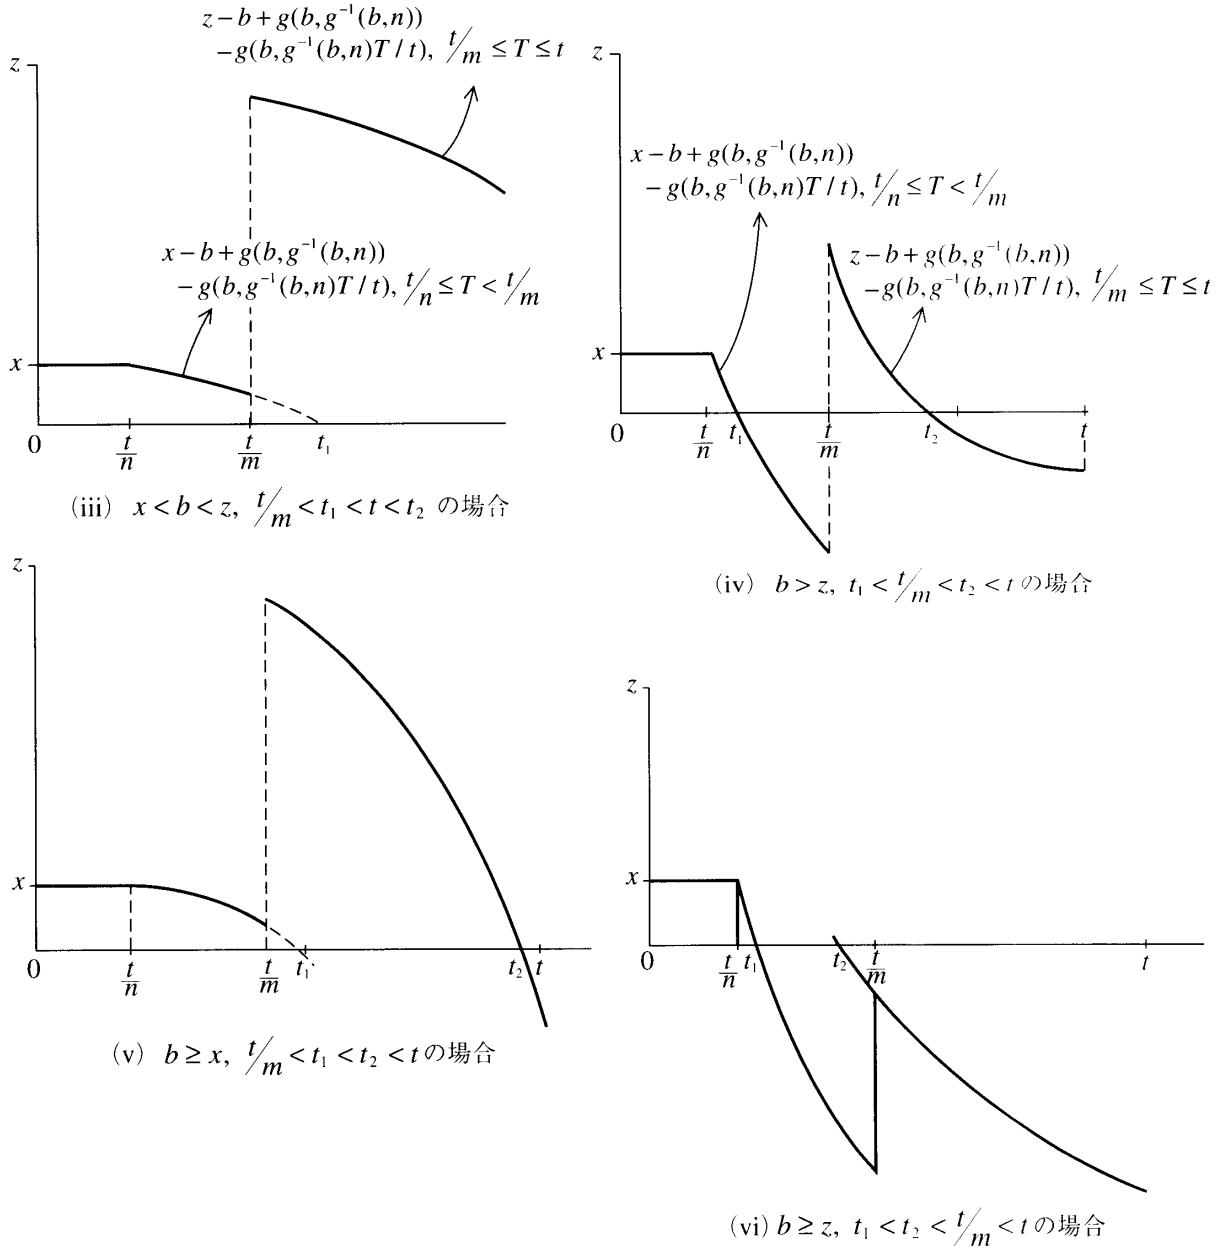 z − b + g(b, g⁻¹(b, n))
− g(b, g⁻¹(b, n)T / t), t/m ≤ T ≤ t
z
x − b + g(b, g⁻¹(b, n))
− g(b, g⁻¹(b, n)T / t), t/n ≤ T < t/m
x
0 t/n t/m t₁
(iii) x < b < z, t/m < t₁ < t < t₂ の場合
z
x − b + g(b, g⁻¹(b, n))
− g(b, g⁻¹(b, n)T / t), t/n ≤ T < t/m
z − b + g(b, g⁻¹(b, n))
− g(b, g⁻¹(b, n)T / t), t/m ≤ T ≤ t
x
0 t/n t₁ t/m t₂ t
(iv) b > z, t₁ < t/m < t₂ < t の場合
z
x
0 t/n t/m t₁ t₂ t
(v) b ≥ x, t/m < t₁ < t₂ < t の場合
z
x
0 t/n t₁ t₂ t/m t
(vi) b ≥ z, t₁ < t₂ < t/m < t の場合